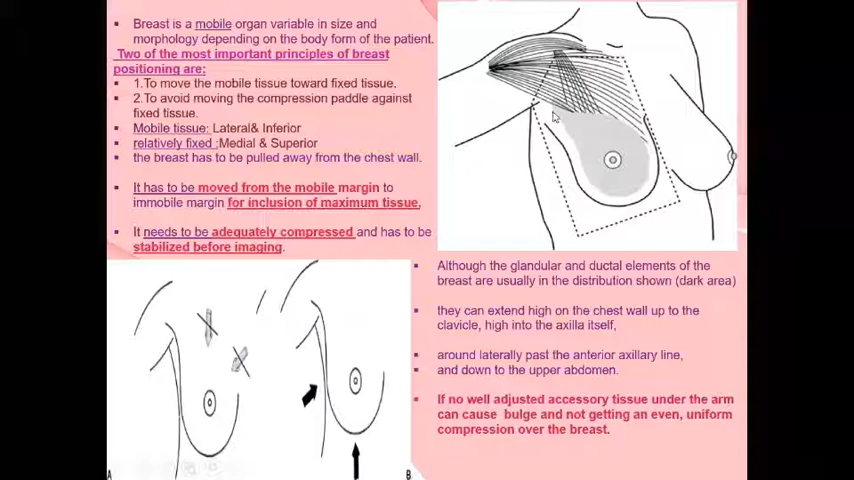 Breast is a mobile organ variable in size and
morphology depending on the body form of the patient.
Two of the most important principles of breast
positioning are:
1.To move the mobile tissue toward fixed tissue.
2.To avoid moving the compression paddle against
fixed tissue.
Mobile tissue: Lateral& Inferior
relatively fixed :Medial & Superior
the breast has to be pulled away from the chest wall.
It has to be moved from the mobile margin to
immobile margin for inclusion of maximum tissue.
It needs to be adequately compressed and has to be
stabilized before imaging.
A
B
Although the glandular and ductal elements of the
breast are usually in the distribution shown (dark area)
they can extend high on the chest wall up to the
clavicle, high into the axilla itself,
around laterally past the anterior axillary line,
and down to the upper abdomen.
If no well adjusted accessory tissue under the arm
can cause bulge and not getting an even, uniform
compression over the breast.